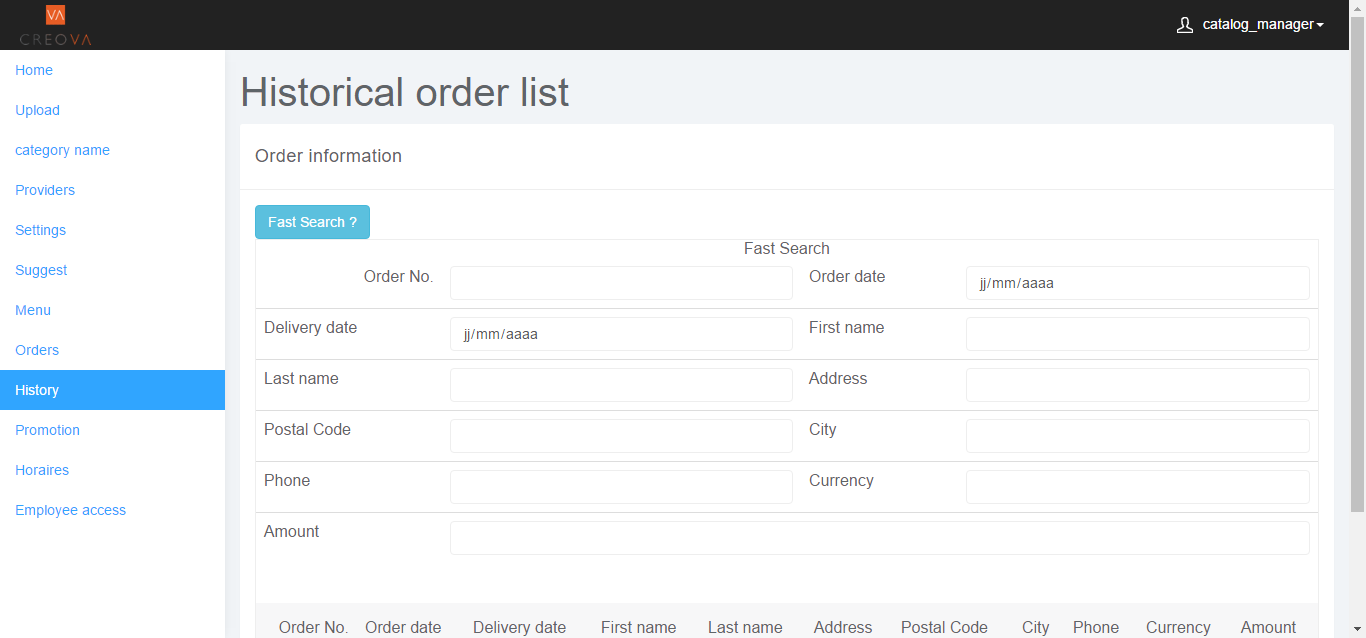 VA
CREOVA
catalog_manager
Home
Upload
category name
Providers
Settings
Suggest
Menu
Orders
History
Promotion
Horaires
Employee access
Historical order list
Order information
Fast Search ?
Fast Search
Order No. Order date jj/mm/aaaa
Delivery date jj/mm/aaaa First name
Last name Address
Postal Code City
Phone Currency
Amount
Order No. Order date Delivery date First name Last name Address Postal Code City Phone Currency Amount